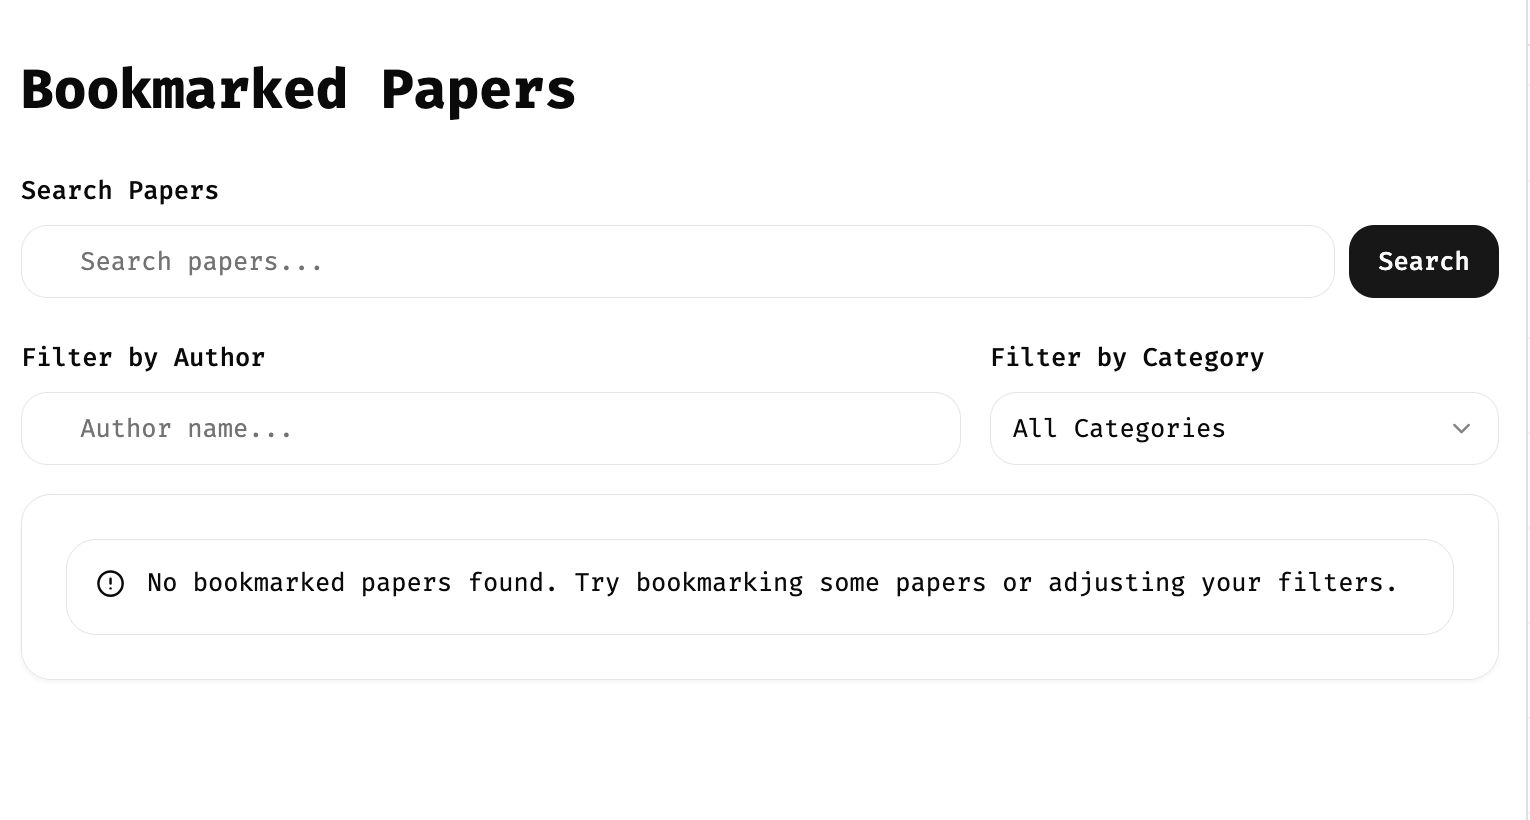 Bookmarked Papers
Search Papers
Search papers...
Search
Filter by Author
Filter by Category
Author name...
All Categories
No bookmarked papers found. Try bookmarking some papers or adjusting your filters.